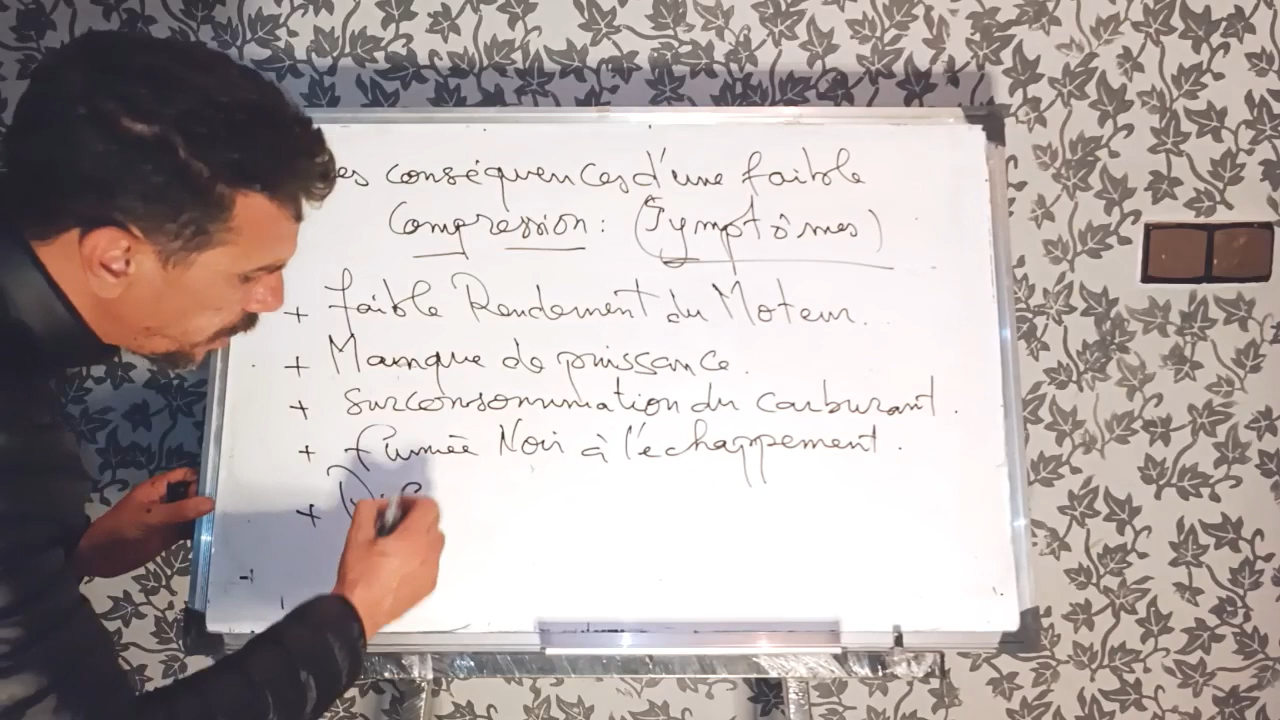 es conséquences d'une faible
Compression : (Symptômes)
+ faible Rendement du Moteur.
+ Manque de puissance.
+ Surconsommation du carburant.
+ fumée Noir à l'échappement.
+